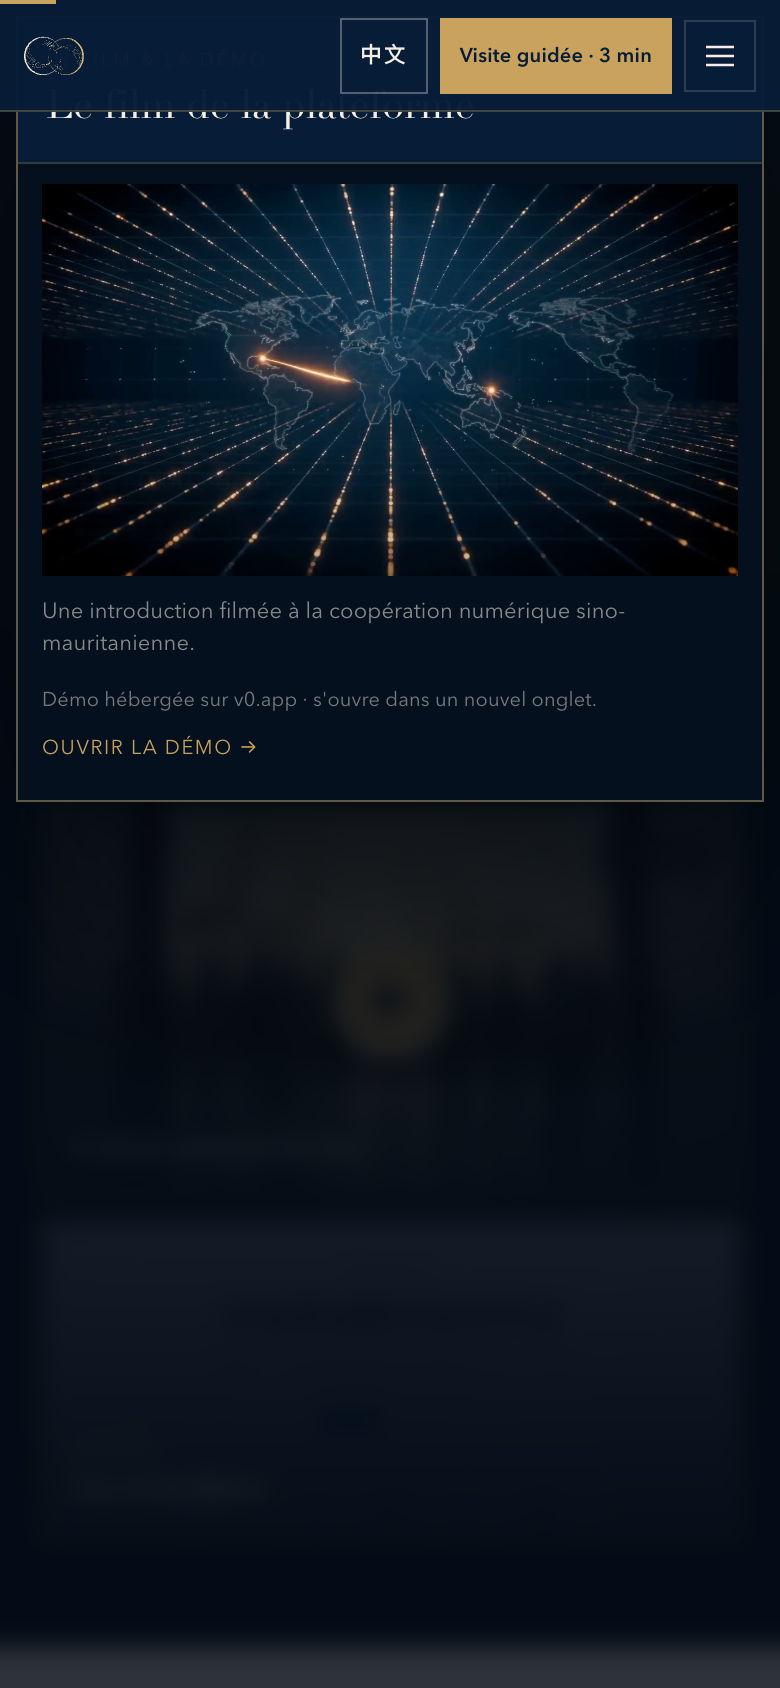 中文
Visite guidée · 3 min
Le film de la plateforme
Une introduction filmée à la coopération numérique sino-
mauritanienne.
Démo hébergée sur v0.app · s'ouvre dans un nouvel onglet.
OUVRIR LA DÉMO →